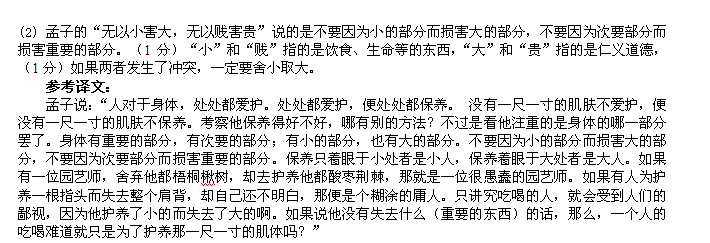 (2) 孟子的“无以小害大，无以贱害贵”说的是不要因为小的部分而损害大的部分，不要因为次要部分而
损害重要的部分。（1 分）“小”和“贱”指的是饮食、生命等的东西，“大”和“贵”指的是仁义道德，
（1分）如果两者发生了冲突，一定要舍小取大。
参考译文：
孟子说：“人对于身体，处处都爱护。处处都爱护，便处处都保养。 没有一尺一寸的肌肤不爱护，便
没有一尺一寸的肌肤不保养。考察他保养得好不好，哪有别的方法？不过是看他注重的是身体的哪一部分
罢了。身体有重要的部分，有次要的部分；有小的部分，也有大的部分。不要因为小的部分而损害大的部
分，不要因为次要部分而损害重要的部分。保养只着眼于小处者是小人，保养着眼于大处者是大人。如果
有一位园艺师，舍弃他都梧桐楸树，却去护养他都酸枣荆棘，那就是一位很愚蠢的园艺师。如果有人为护
养一根指头而失去整个肩背，却自己还不明白，那便是个糊涂的庸人。只讲究吃喝的人，就会受到人们的
鄙视，因为他护养了小的而失去了大的啊。如果说他没有失去什么（重要的东西）的话，那么，一个人的
吃喝难道就只是为了护养那一尺一寸的肌体吗？”